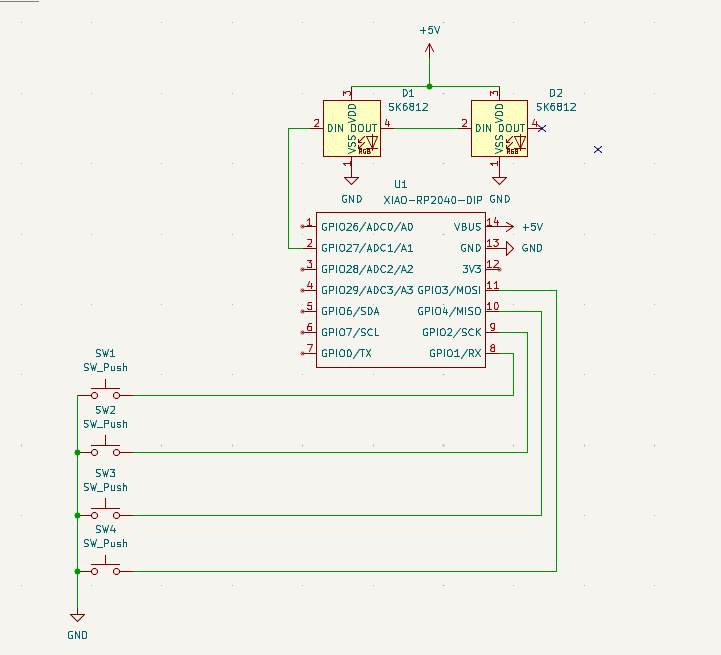 +5V
D1
SK6812
D2
SK6812
3
VDD
2
DIN
DOUT
4
VSS
RGB
1
GND
3
VDD
2
DIN
DOUT
4
VSS
RGB
1
GND
U1
XIAO-RP2040-DIP
1 GPIO26/ADC0/A0
VBUS 14
+5V
2 GPIO27/ADC1/A1
GND 13
GND
3 GPIO28/ADC2/A2
3V3 12
4 GPIO29/ADC3/A3
GPIO3/MOSI 11
5 GPIO6/SDA
GPIO4/MISO 10
6 GPIO7/SCL
GPIO2/SCK 9
7 GPIO0/TX
GPIO1/RX 8
SW1
SW_Push
SW2
SW_Push
SW3
SW_Push
SW4
SW_Push
GND